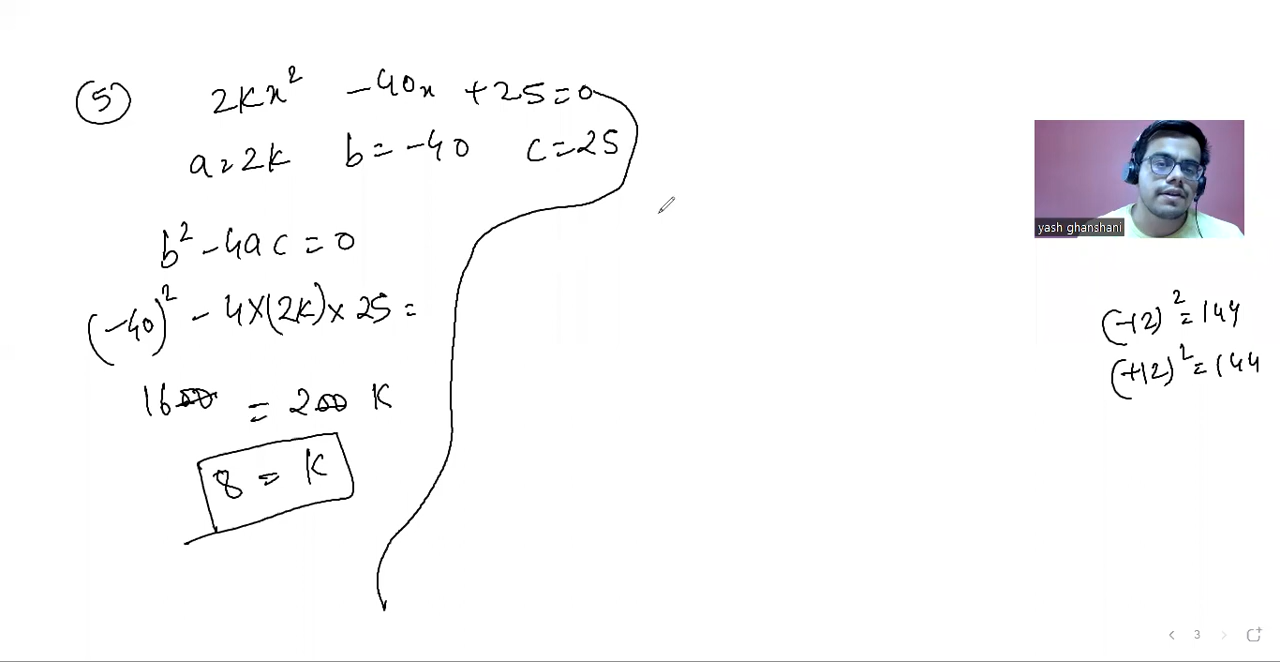 5 2kx² -40x +25=0
a=2k b=-40 c=25
b²-4ac=0
(-40)² - 4×(2k)×25=
1600 = 200 k
8 = k
yash ghanshani
(-12)²=144
(+12)²=144
3